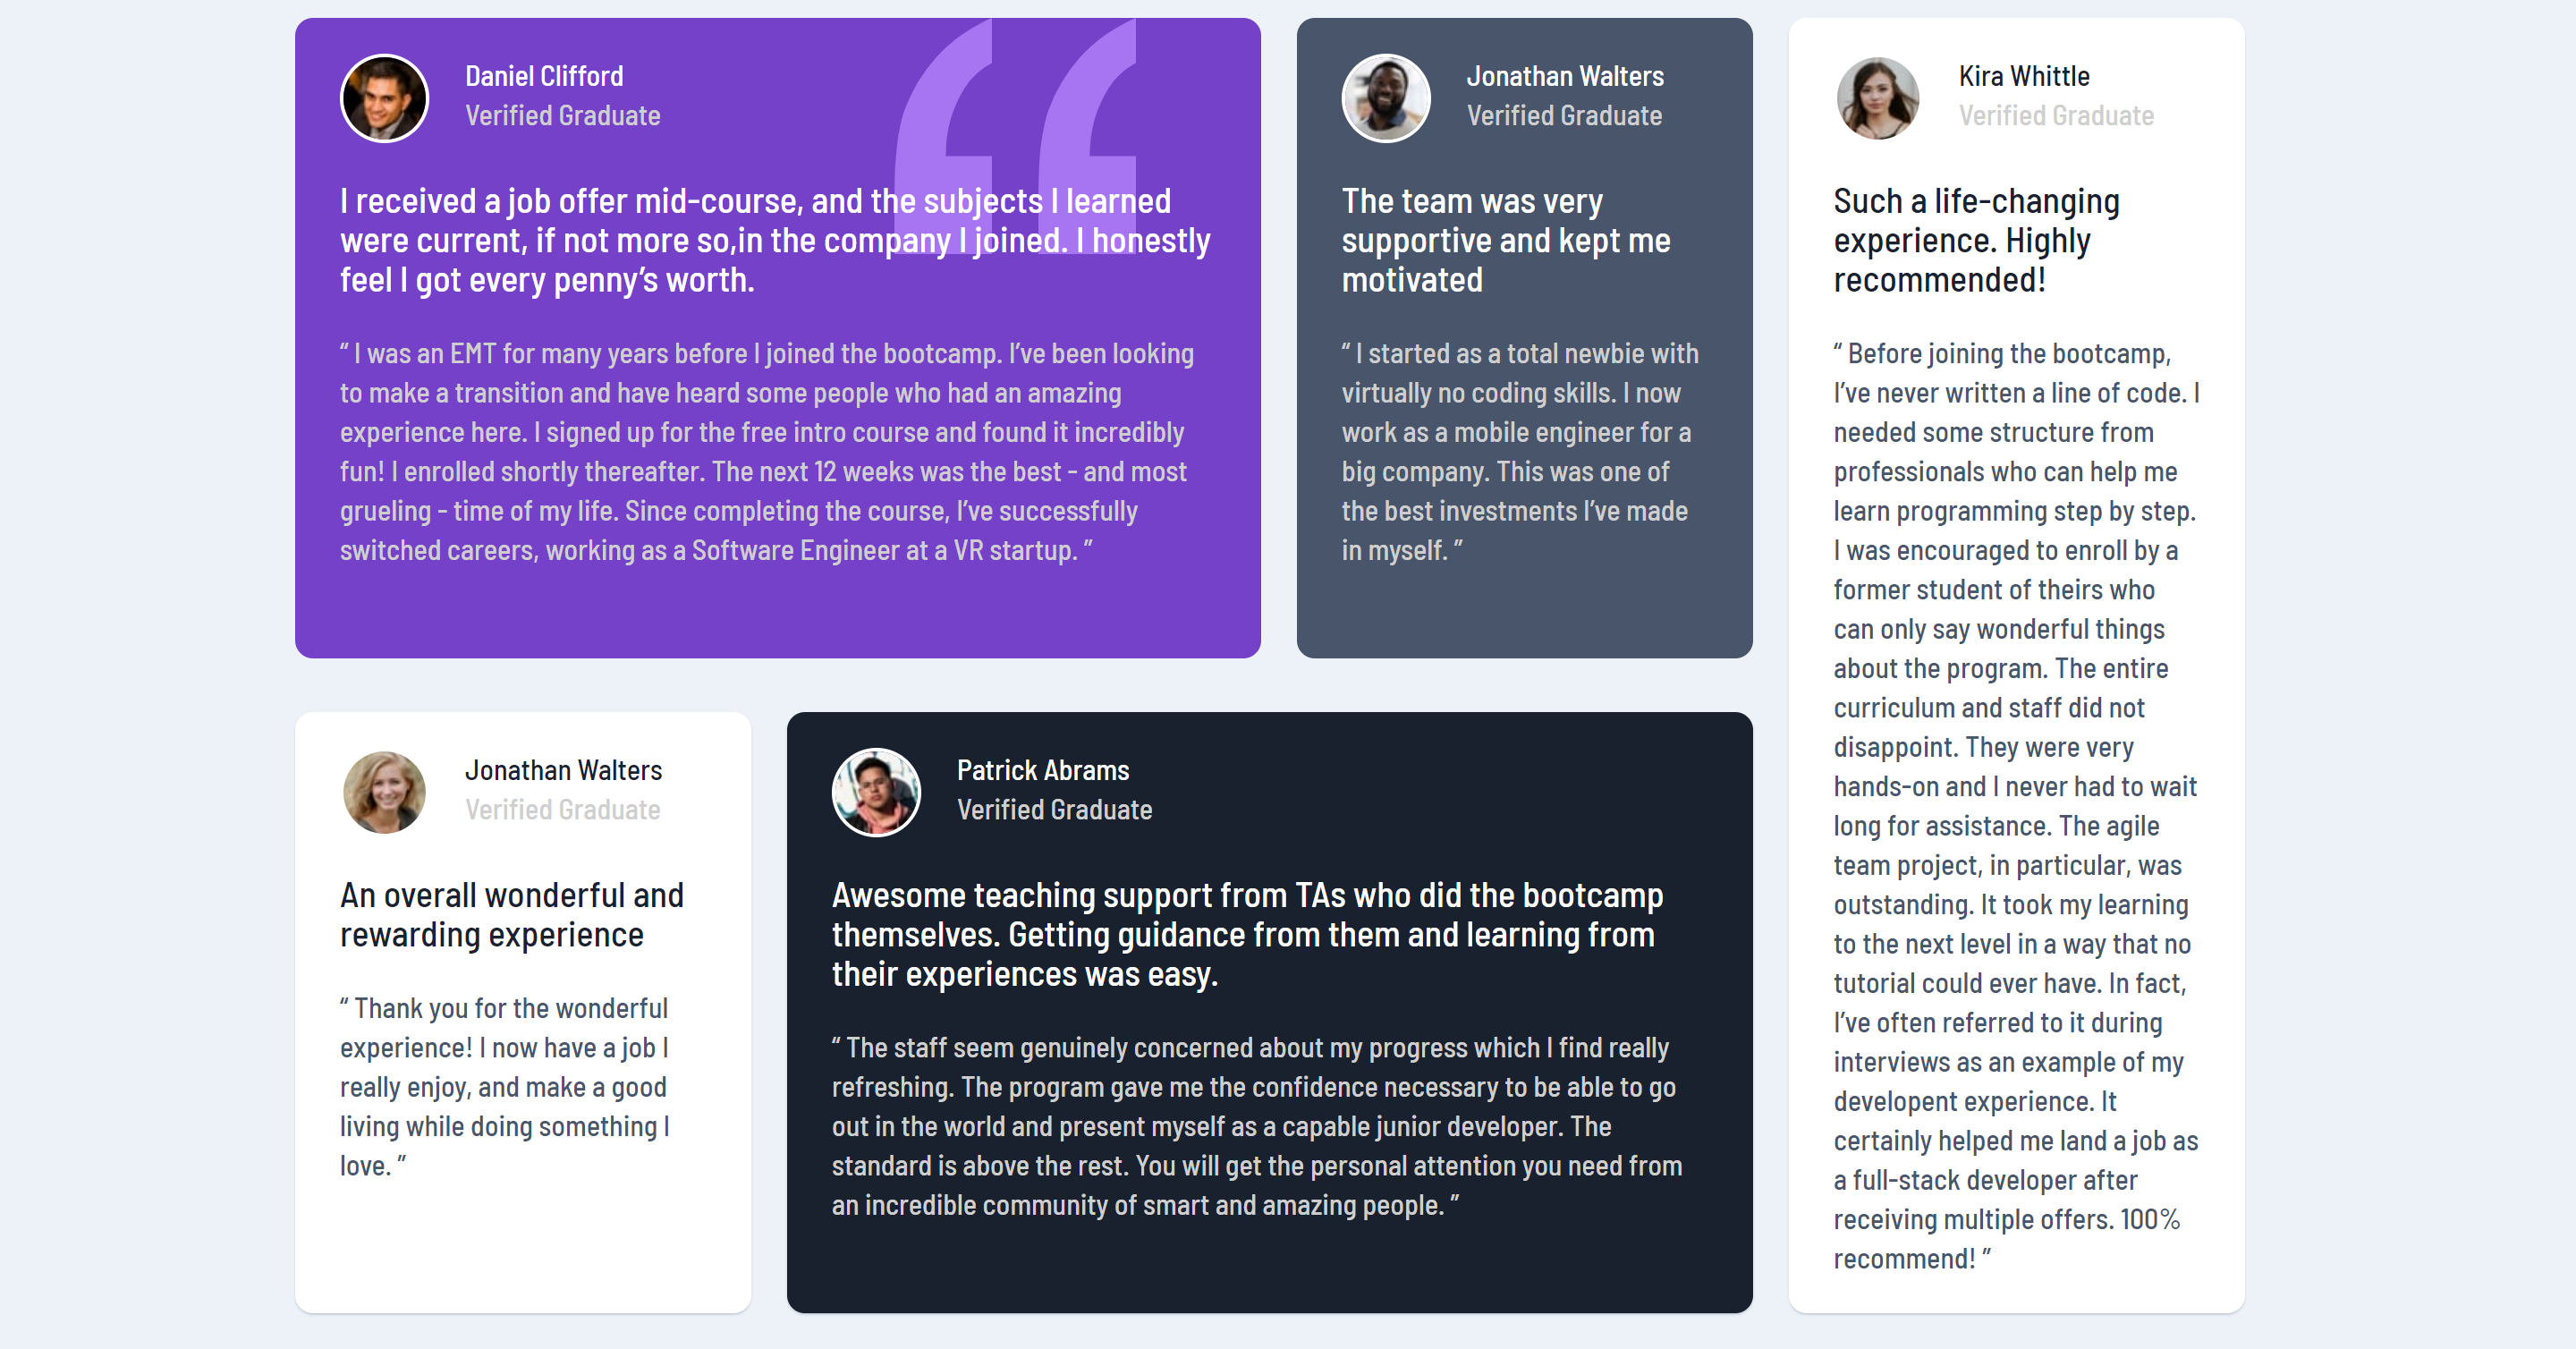 Daniel Clifford
Verified Graduate
I received a job offer mid-course, and the subjects I learned
were current, if not more so,in the company I joined. I honestly
feel I got every penny’s worth.
“ I was an EMT for many years before I joined the bootcamp. I’ve been looking
to make a transition and have heard some people who had an amazing
experience here. I signed up for the free intro course and found it incredibly
fun! I enrolled shortly thereafter. The next 12 weeks was the best - and most
grueling - time of my life. Since completing the course, I’ve successfully
switched careers, working as a Software Engineer at a VR startup. ”
Jonathan Walters
Verified Graduate
The team was very
supportive and kept me
motivated
“ I started as a total newbie with
virtually no coding skills. I now
work as a mobile engineer for a
big company. This was one of
the best investments I’ve made
in myself. ”
Kira Whittle
Verified Graduate
Such a life-changing
experience. Highly
recommended!
“ Before joining the bootcamp,
I’ve never written a line of code. I
needed some structure from
professionals who can help me
learn programming step by step.
I was encouraged to enroll by a
former student of theirs who
can only say wonderful things
about the program. The entire
curriculum and staff did not
disappoint. They were very
hands-on and I never had to wait
long for assistance. The agile
team project, in particular, was
outstanding. It took my learning
to the next level in a way that no
tutorial could ever have. In fact,
I’ve often referred to it during
interviews as an example of my
developent experience. It
certainly helped me land a job as
a full-stack developer after
receiving multiple offers. 100%
recommend! ”
Jonathan Walters
Verified Graduate
An overall wonderful and
rewarding experience
“ Thank you for the wonderful
experience! I now have a job I
really enjoy, and make a good
living while doing something I
love. ”
Patrick Abrams
Verified Graduate
Awesome teaching support from TAs who did the bootcamp
themselves. Getting guidance from them and learning from
their experiences was easy.
“ The staff seem genuinely concerned about my progress which I find really
refreshing. The program gave me the confidence necessary to be able to go
out in the world and present myself as a capable junior developer. The
standard is above the rest. You will get the personal attention you need from
an incredible community of smart and amazing people. ”